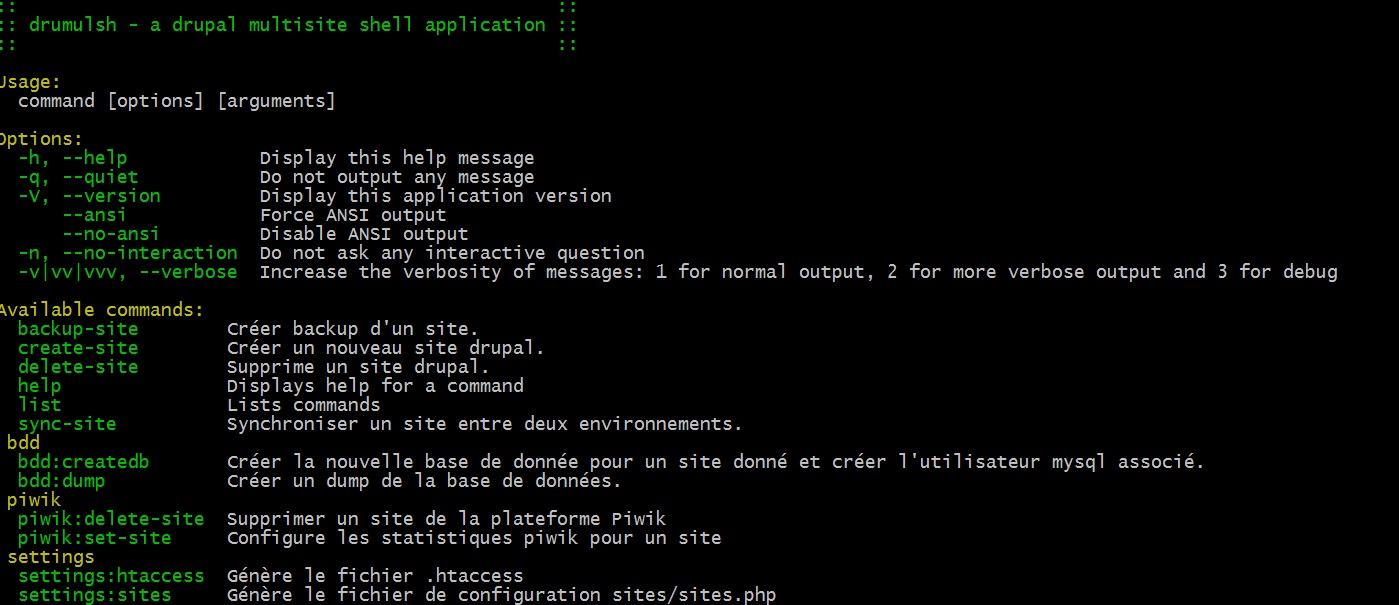 :: ::
:: drumulsh - a drupal multisite shell application ::
:: ::
Usage:
command [options] [arguments]
Options:
-h, --help Display this help message
-q, --quiet Do not output any message
-V, --version Display this application version
--ansi Force ANSI output
--no-ansi Disable ANSI output
-n, --no-interaction Do not ask any interactive question
-v|vv|vvv, --verbose Increase the verbosity of messages: 1 for normal output, 2 for more verbose output and 3 for debug
Available commands:
backup-site Créer backup d'un site.
create-site Créer un nouveau site drupal.
delete-site Supprime un site drupal.
help Displays help for a command
list Lists commands
sync-site Synchroniser un site entre deux environnements.
bdd
bdd:createdb Créer la nouvelle base de donnée pour un site donné et créer l'utilisateur mysql associé.
bdd:dump Créer un dump de la base de données.
piwik
piwik:delete-site Supprimer un site de la plateforme Piwik
piwik:set-site Configure les statistiques piwik pour un site
settings
settings:htaccess Génère le fichier .htaccess
settings:sites Génère le fichier de configuration sites/sites.php